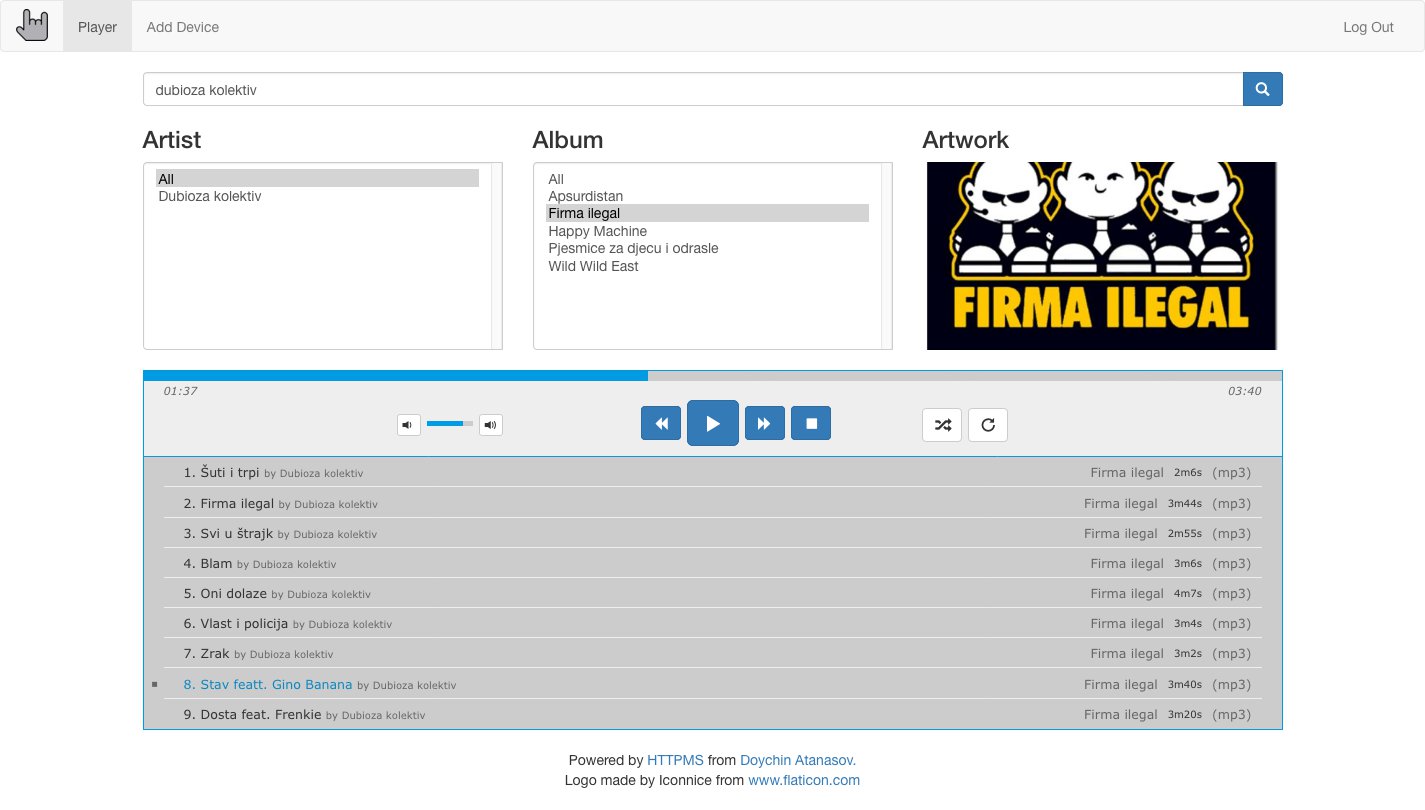 Player Add Device Log Out
dubioza kolektiv
Artist Album Artwork
All
Dubioza kolektiv
All
Apsurdistan
Firma ilegal
Happy Machine
Pjesmice za djecu i odrasle
Wild Wild East
FIRMA ILEGAL
01:37 03:40
1. Šuti i trpi by Dubioza kolektiv Firma ilegal 2m6s (mp3)
2. Firma ilegal by Dubioza kolektiv Firma ilegal 3m44s (mp3)
3. Svi u štrajk by Dubioza kolektiv Firma ilegal 2m55s (mp3)
4. Blam by Dubioza kolektiv Firma ilegal 3m6s (mp3)
5. Oni dolaze by Dubioza kolektiv Firma ilegal 4m7s (mp3)
6. Vlast i policija by Dubioza kolektiv Firma ilegal 3m4s (mp3)
7. Zrak by Dubioza kolektiv Firma ilegal 3m2s (mp3)
8. Stav featt. Gino Banana by Dubioza kolektiv Firma ilegal 3m40s (mp3)
9. Dosta feat. Frenkie by Dubioza kolektiv Firma ilegal 3m20s (mp3)
Powered by HTTPMS from Doychin Atanasov.
Logo made by Iconnice from www.flaticon.com